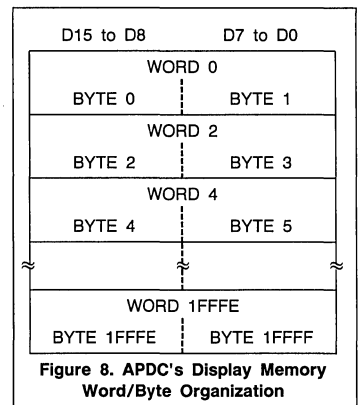 D15 to D8 D7 to D0
WORD 0
BYTE 0 BYTE 1
WORD 2
BYTE 2 BYTE 3
WORD 4
BYTE 4 BYTE 5
WORD 1FFFE
BYTE 1FFFE BYTE 1FFFF
Figure 8. APDC's Display Memory
Word/Byte Organization